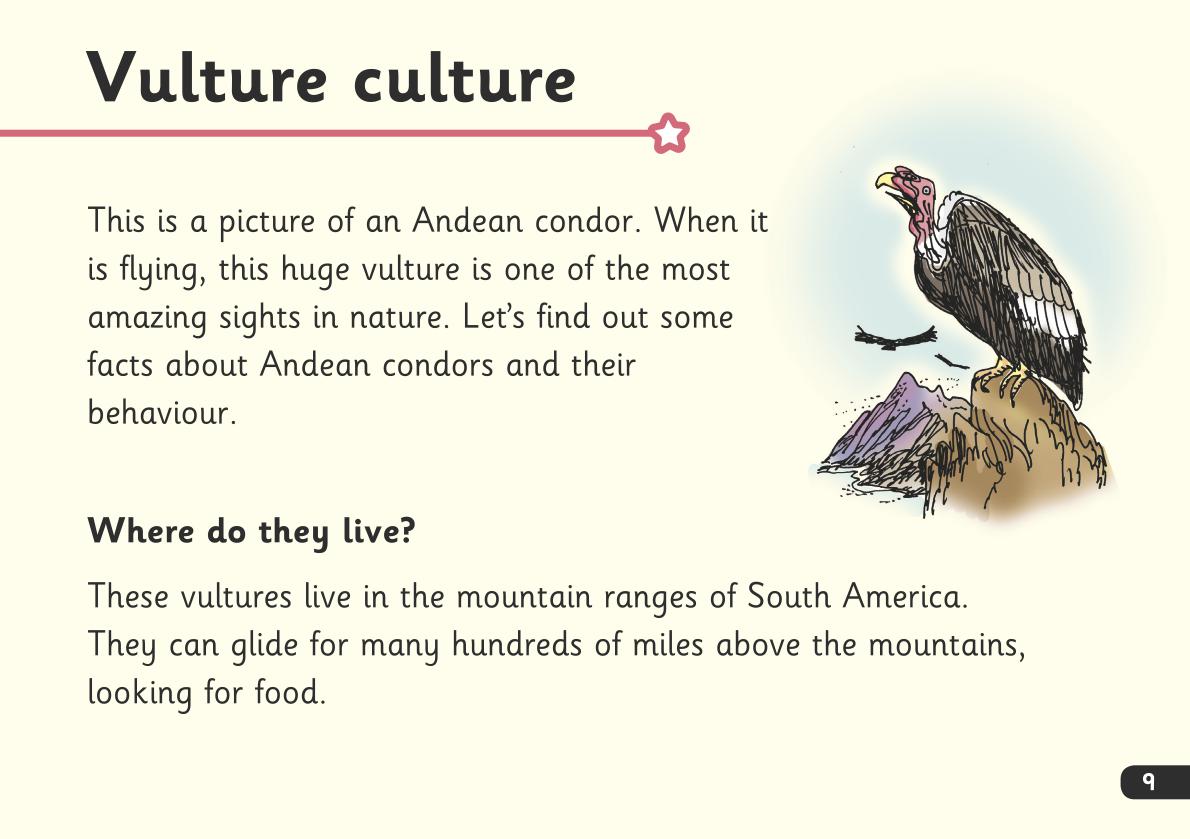 Vulture culture
This is a picture of an Andean condor. When it
is flying, this huge vulture is one of the most
amazing sights in nature. Let’s find out some
facts about Andean condors and their
behaviour.
Where do they live?
These vultures live in the mountain ranges of South America.
They can glide for many hundreds of miles above the mountains,
looking for food.
9